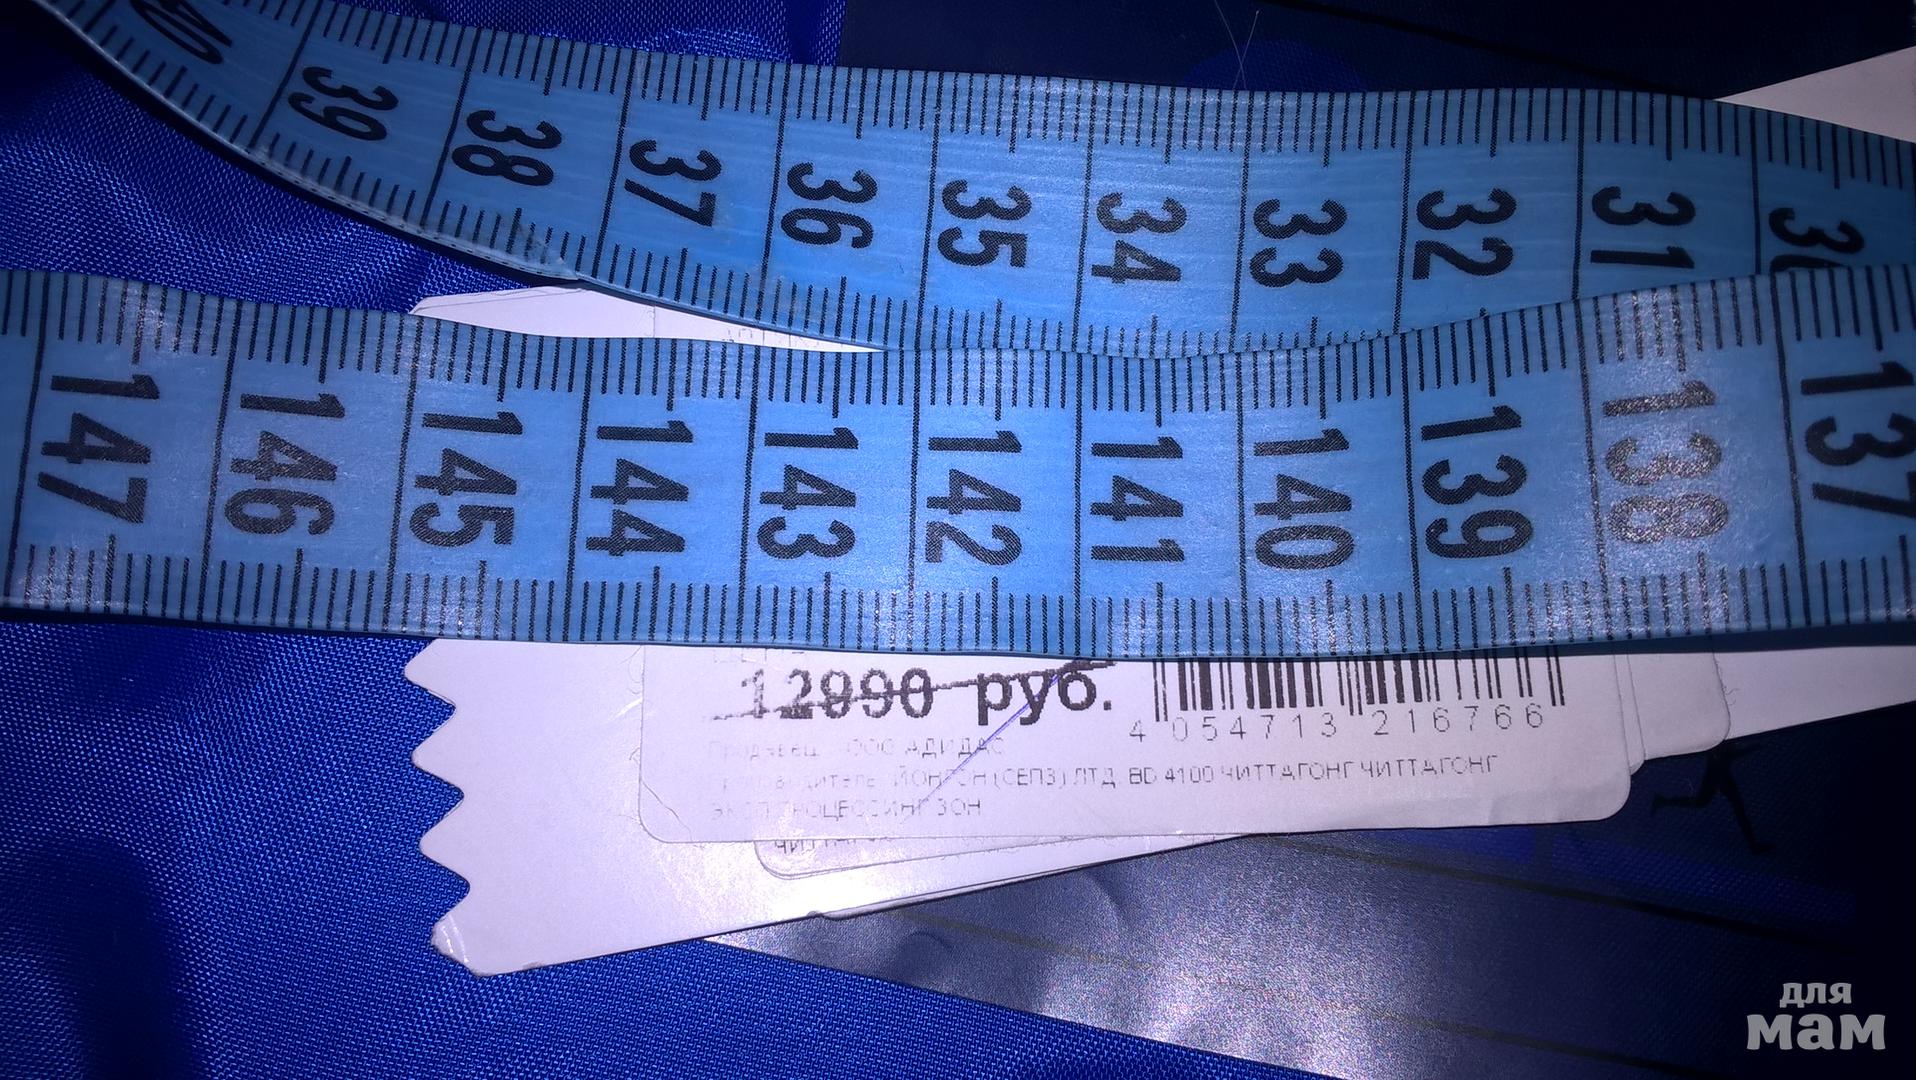 40 39 38 37 36 35 34 33 32 31 30
147 146 145 144 143 142 141 140 139 138 137
12990 руб.
4 054713 216766
Продавец: ООО АДИДАС
ЙОНГОН (СЕПЗ) ЛТД. BD 4100 ЧИТТАГОНГ ЧИТТАГОНГ
ЗОН
для
мам